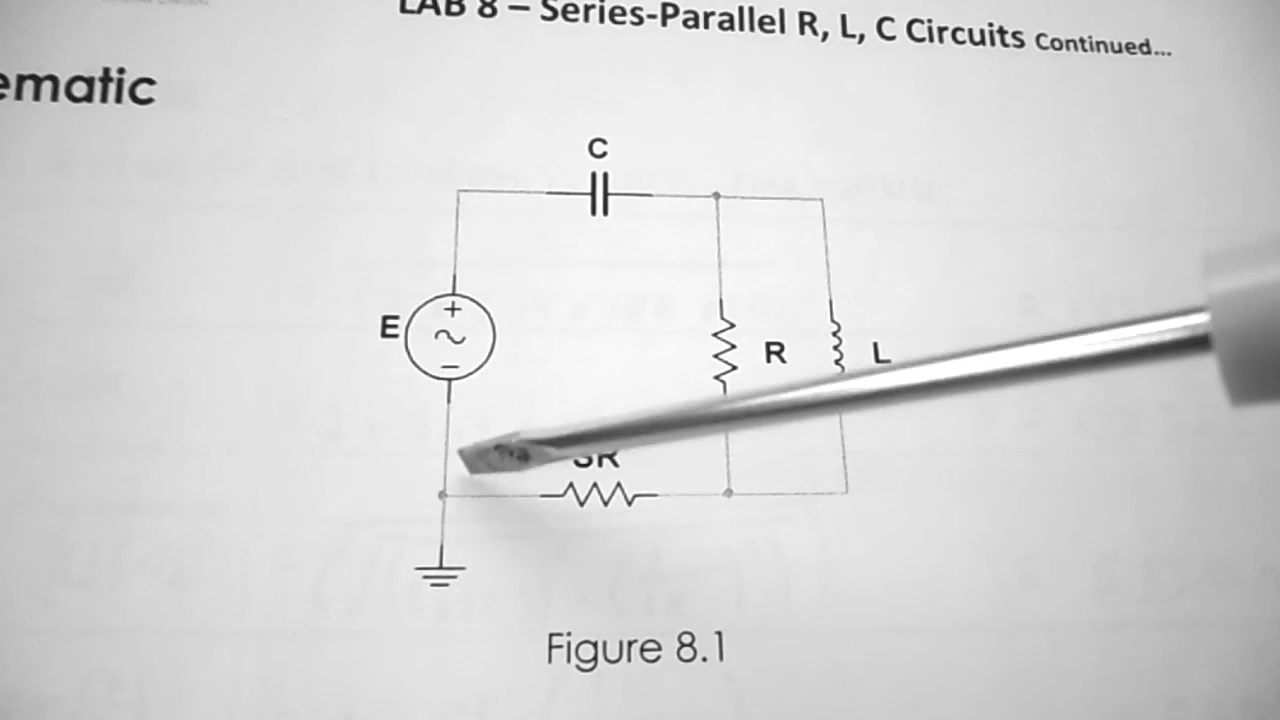 LAB 8 – Series-Parallel R, L, C Circuits Continued...
ematic
C
+
E
–
R
L
SR
Figure 8.1